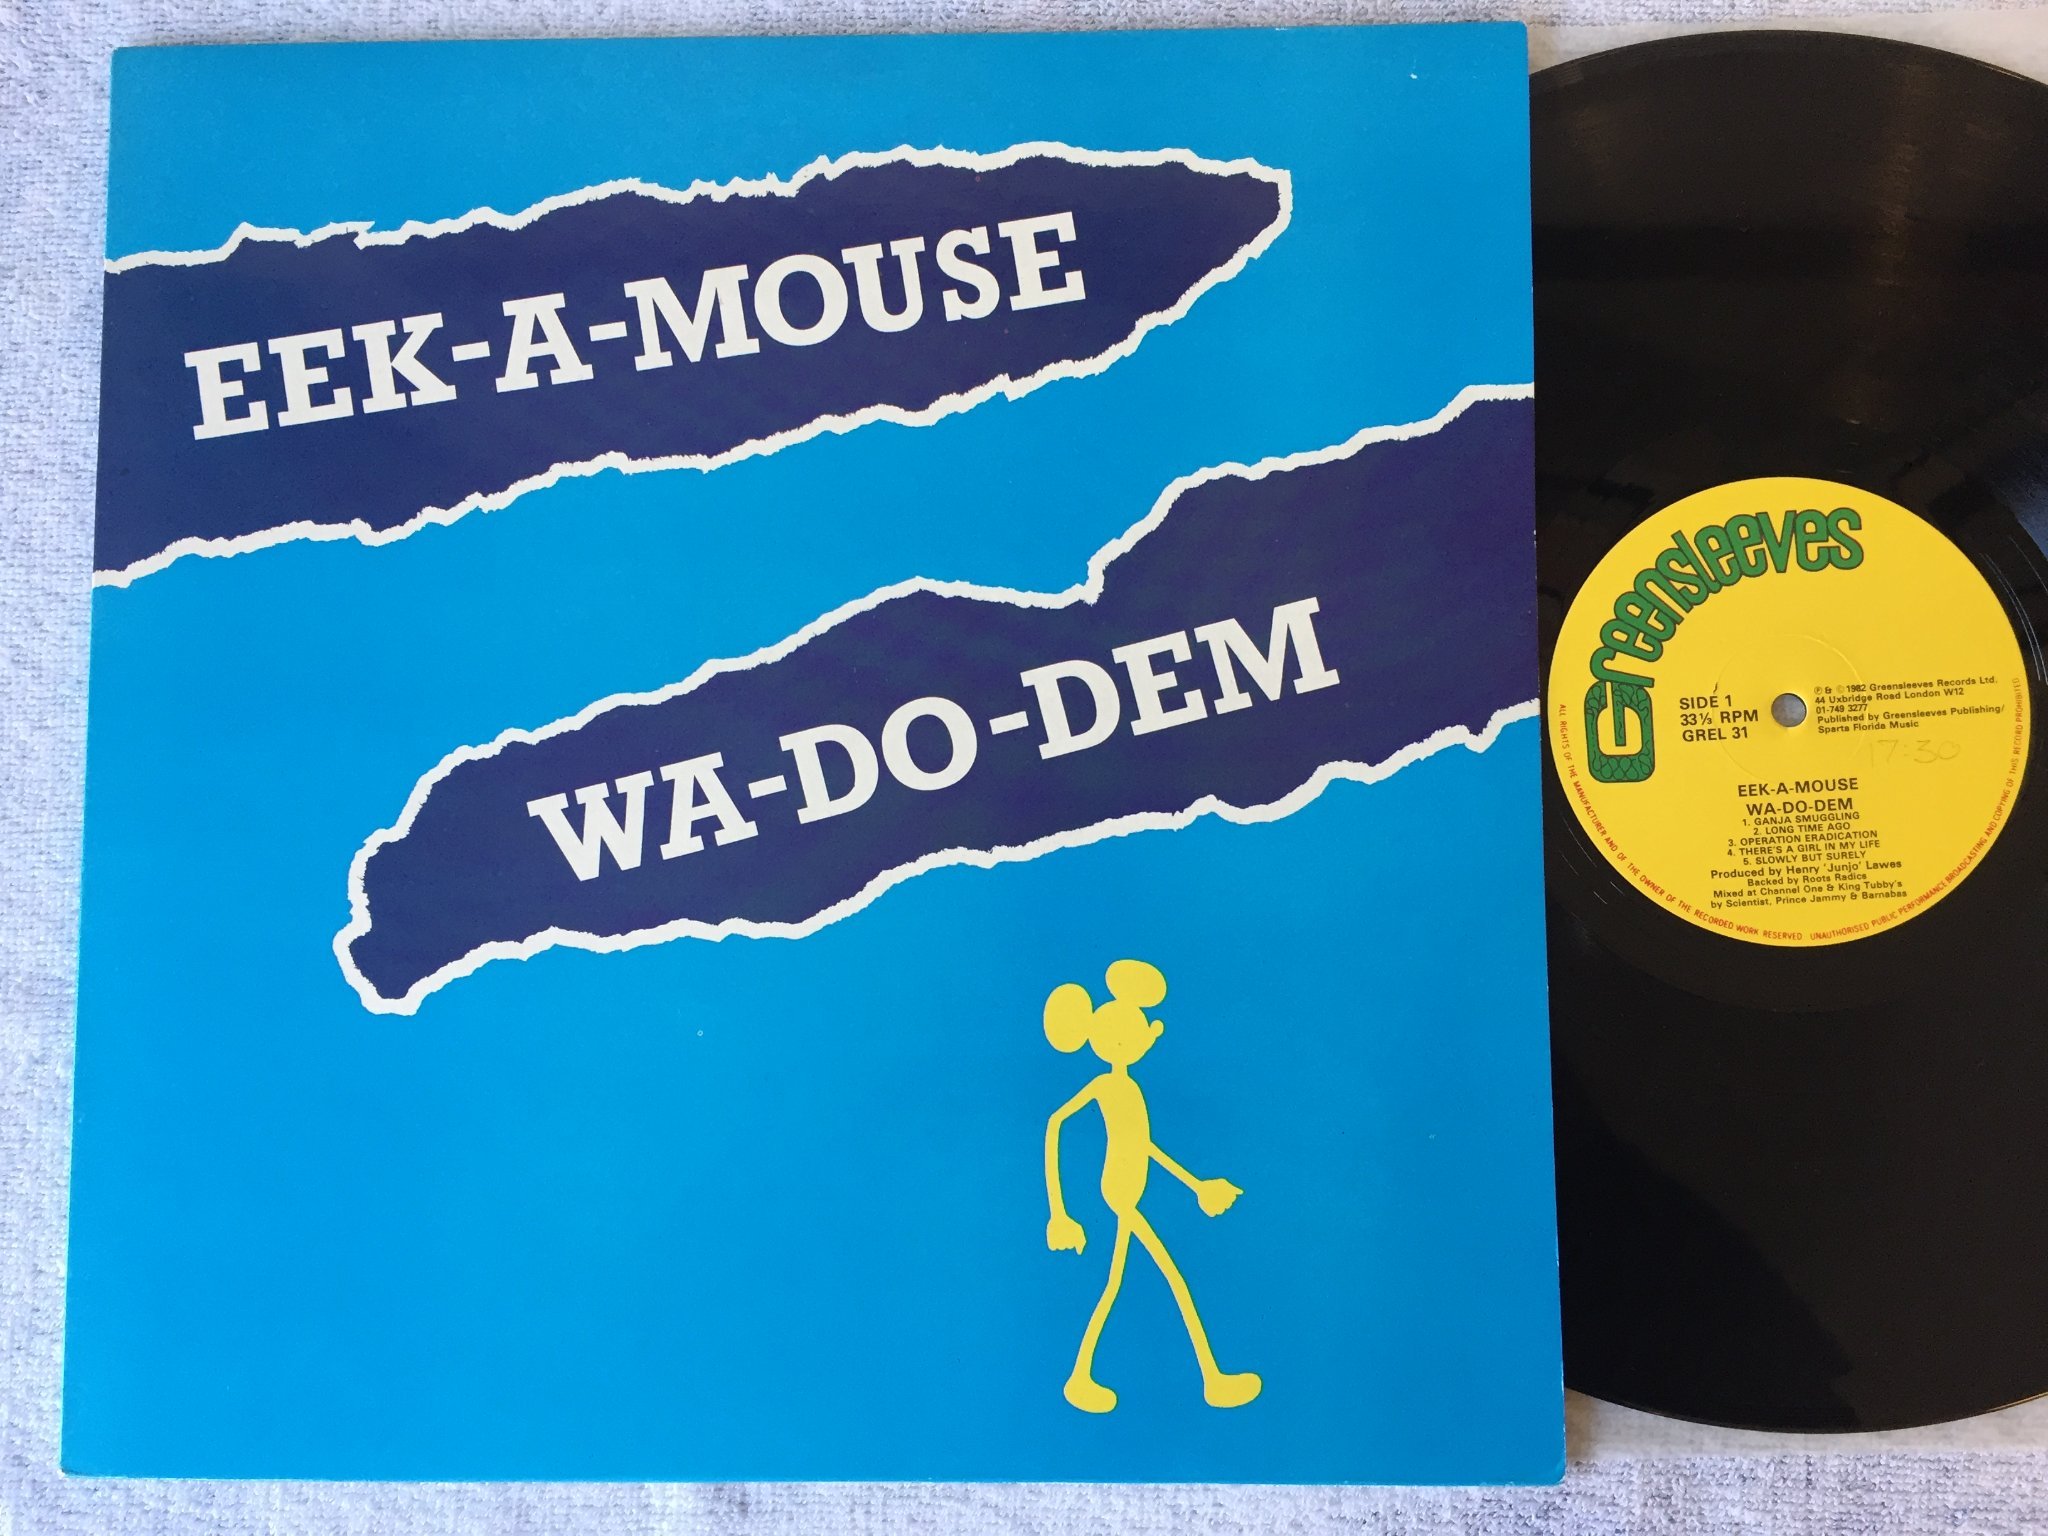 EEK-A-MOUSE
WA-DO-DEM
Greensleeves
SIDE 1
33⅓ RPM
GREL 31
℗ & © 1982 Greensleeves Records Ltd.
44 Uxbridge Road London W12
01-749 3277
Published by Greensleeves Publishing/
Sparta Florida Music
17:30
EEK-A-MOUSE
WA-DO-DEM
1. GANJA SMUGGLING
2. LONG TIME AGO
3. OPERATION ERADICATION
4. THERE'S A GIRL IN MY LIFE
5. SLOWLY BUT SURELY
Produced by Henry 'Junjo' Lawes
Backed by Roots Radics
Mixed at Channel One & King Tubby's
by Scientist, Prince Jammy & Barnabas
ALL RIGHTS OF THE MANUFACTURER AND OF THE OWNER OF THE RECORDED WORK RESERVED UNAUTHORISED PUBLIC PERFORMANCE BROADCASTING AND COPYING OF THIS RECORD PROHIBITED